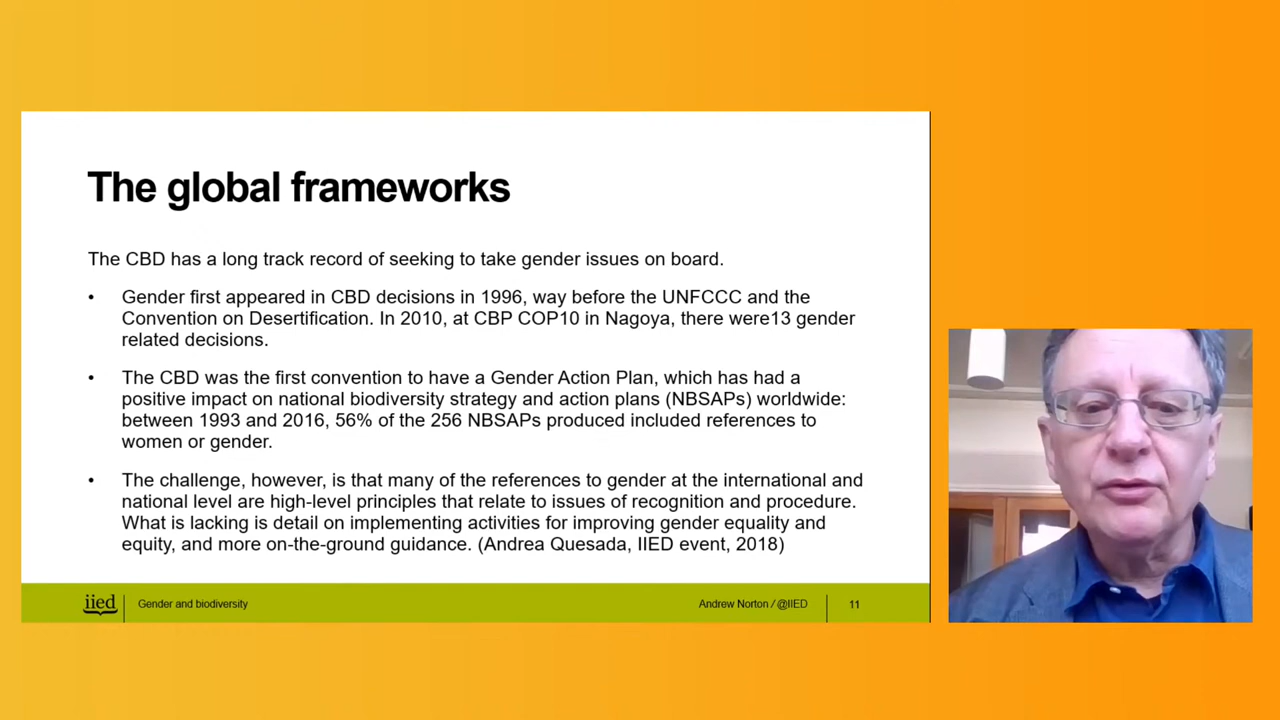 The global frameworks
The CBD has a long track record of seeking to take gender issues on board.
• Gender first appeared in CBD decisions in 1996, way before the UNFCCC and the
Convention on Desertification. In 2010, at CBP COP10 in Nagoya, there were13 gender
related decisions.
• The CBD was the first convention to have a Gender Action Plan, which has had a
positive impact on national biodiversity strategy and action plans (NBSAPs) worldwide:
between 1993 and 2016, 56% of the 256 NBSAPs produced included references to
women or gender.
• The challenge, however, is that many of the references to gender at the international and
national level are high-level principles that relate to issues of recognition and procedure.
What is lacking is detail on implementing activities for improving gender equality and
equity, and more on-the-ground guidance. (Andrea Quesada, IIED event, 2018)
iied Gender and biodiversity Andrew Norton / @IIED 11